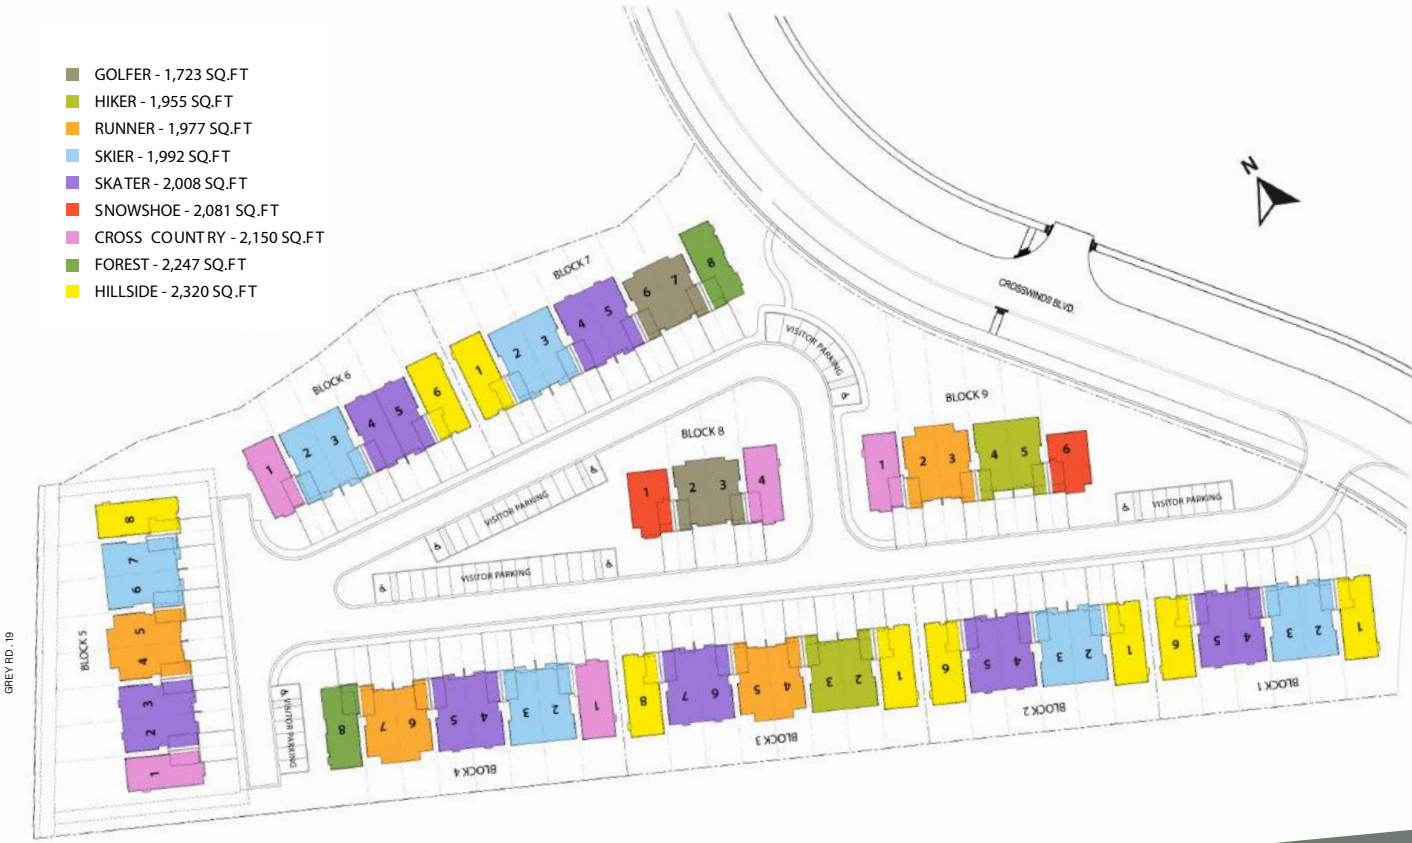 GOLFER - 1,723 SQ.FT
HIKER - 1,955 SQ.FT
RUNNER - 1,977 SQ.FT
SKIER - 1,992 SQ.FT
SKATER - 2,008 SQ.FT
SNOWSHOE - 2,081 SQ.FT
CROSS COUNTRY - 2,150 SQ.FT
FOREST - 2,247 SQ.FT
HILLSIDE - 2,320 SQ.FT
N
CROSSWINDS BLVD.
BLOCK 7
1 2 3 4 5 6 7 8
VISITOR PARKING
BLOCK 6
1 2 3 4 5 6
BLOCK 9
1 2 3 4 5 6
VISITOR PARKING
BLOCK 8
1 2 3 4
VISITOR PARKING
VISITOR PARKING
BLOCK 5
8
7
6
5
4
3
2
1
GREY RD. 19
VISITOR PARKING
8 7 6 5 4 3 2 1
BLOCK 4
8 7 6 5 4 3 2 1
BLOCK 3
6 5 4 3 2 1
BLOCK 2
6 5 4 3 2 1
BLOCK 1